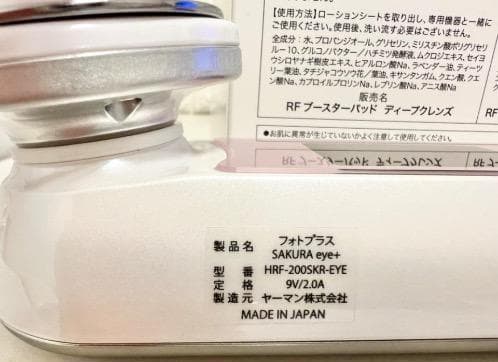 【使用方法】ローションシートを取り出し、専用機器と一緒に
ご使用ください。使用後、洗い流す必要はございません。
全成分：水、プロパンジオール、グリセリン、ミリスチン酸ポリグリセリ
ル-10、グルコノバクター/ハチミツ発酵液、ムクロジエキス、セイヨ
ウシロヤナギ樹皮エキス、ヒアルロン酸Na、ラベンダー油、ティーツ
リー葉油、タチジャコウソウ花/葉油、キサンタンガム、クエン酸、クエ
ン酸Na、カプロイルプロリンNa、レブリン酸Na、アニス酸Na
販売名
RF ブースターパッド ディープクレンズ
●お肌に異常が生じていないかよく注意して使用してください。
製品名 フォトプラス
SAKURA eye+
型番 HRF-200SKR-EYE
定格 9V/2.0A
製造元 ヤーマン株式会社
MADE IN JAPAN